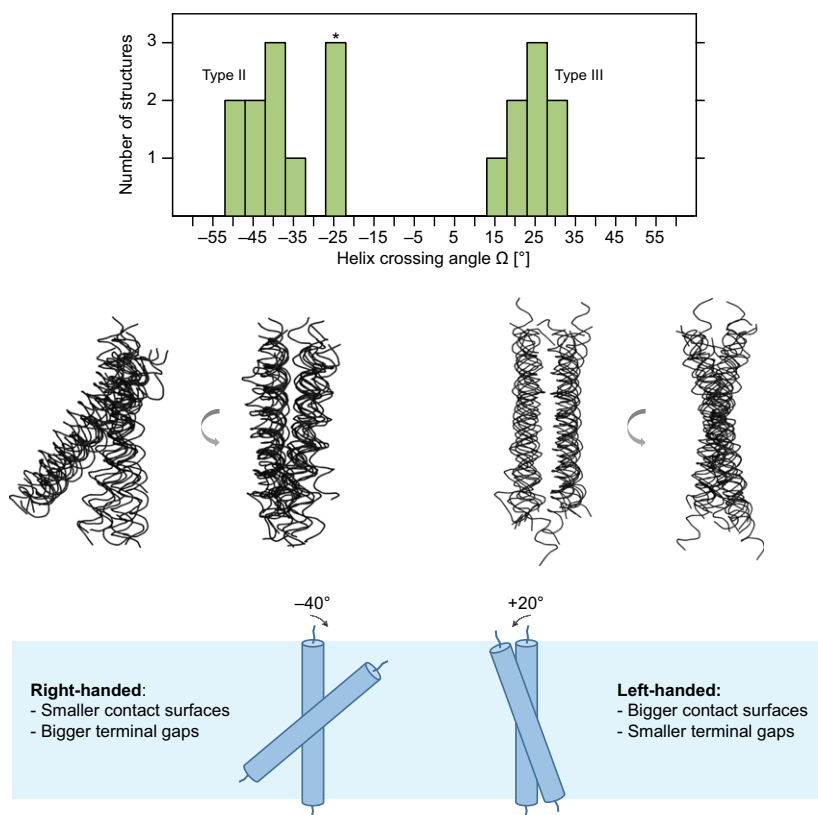 Number of structures
3
2
1
Type II
*
Type III
–55 –45 –35 –25 –15 –5 5 15 25 35 45 55
Helix crossing angle Ω [°]
–40°
+20°
Right-handed:
- Smaller contact surfaces
- Bigger terminal gaps
Left-handed:
- Bigger contact surfaces
- Smaller terminal gaps